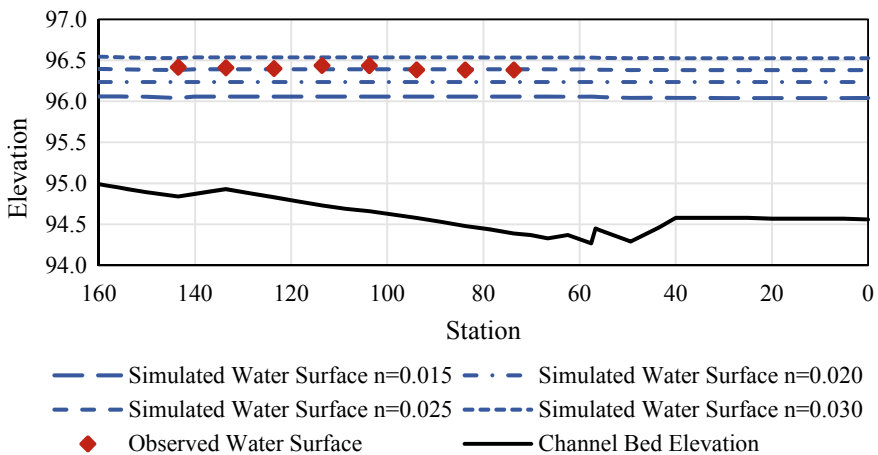 97.0
96.5
96.0
95.5
95.0
94.5
94.0
Elevation
160 140 120 100 80 60 40 20 0
Station
Simulated Water Surface n=0.015 Simulated Water Surface n=0.020
Simulated Water Surface n=0.025 Simulated Water Surface n=0.030
Observed Water Surface Channel Bed Elevation